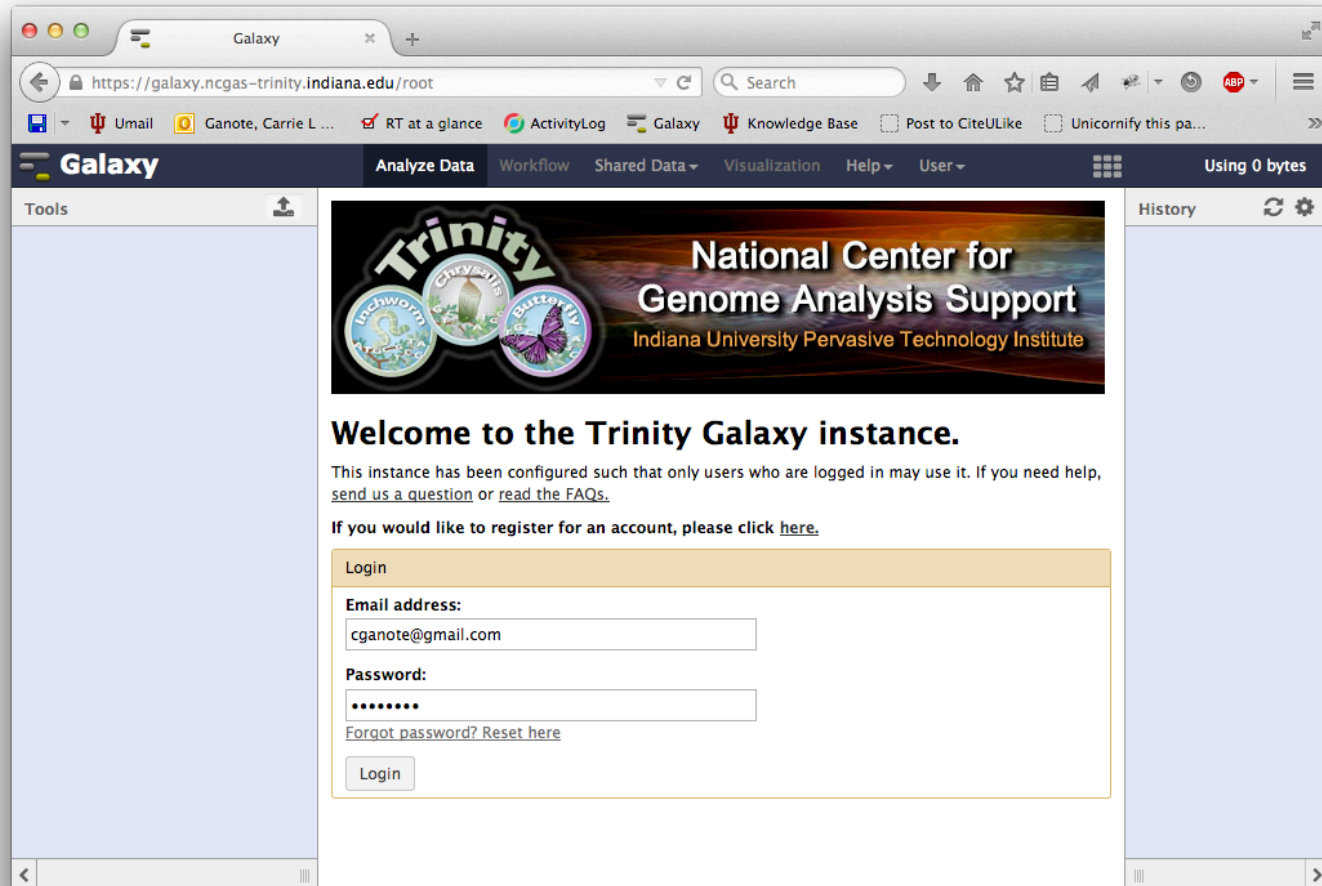 Galaxy
https://galaxy.ncgas-trinity.indiana.edu/root
Search
ABP
Umail
Ganote, Carrie L ...
RT at a glance
ActivityLog
Galaxy
Knowledge Base
Post to CiteULike
Unicornify this pa...
Galaxy
Analyze Data
Workflow
Shared Data
Visualization
Help
User
Using 0 bytes
Tools
History
Trinity
Inchworm
Chrysalis
Butterfly
National Center for
Genome Analysis Support
Indiana University Pervasive Technology Institute
Welcome to the Trinity Galaxy instance.
This instance has been configured such that only users who are logged in may use it. If you need help,
send us a question or read the FAQs.
If you would like to register for an account, please click here.
Login
Email address:
cganote@gmail.com
Password:
••••••••
Forgot password? Reset here
Login